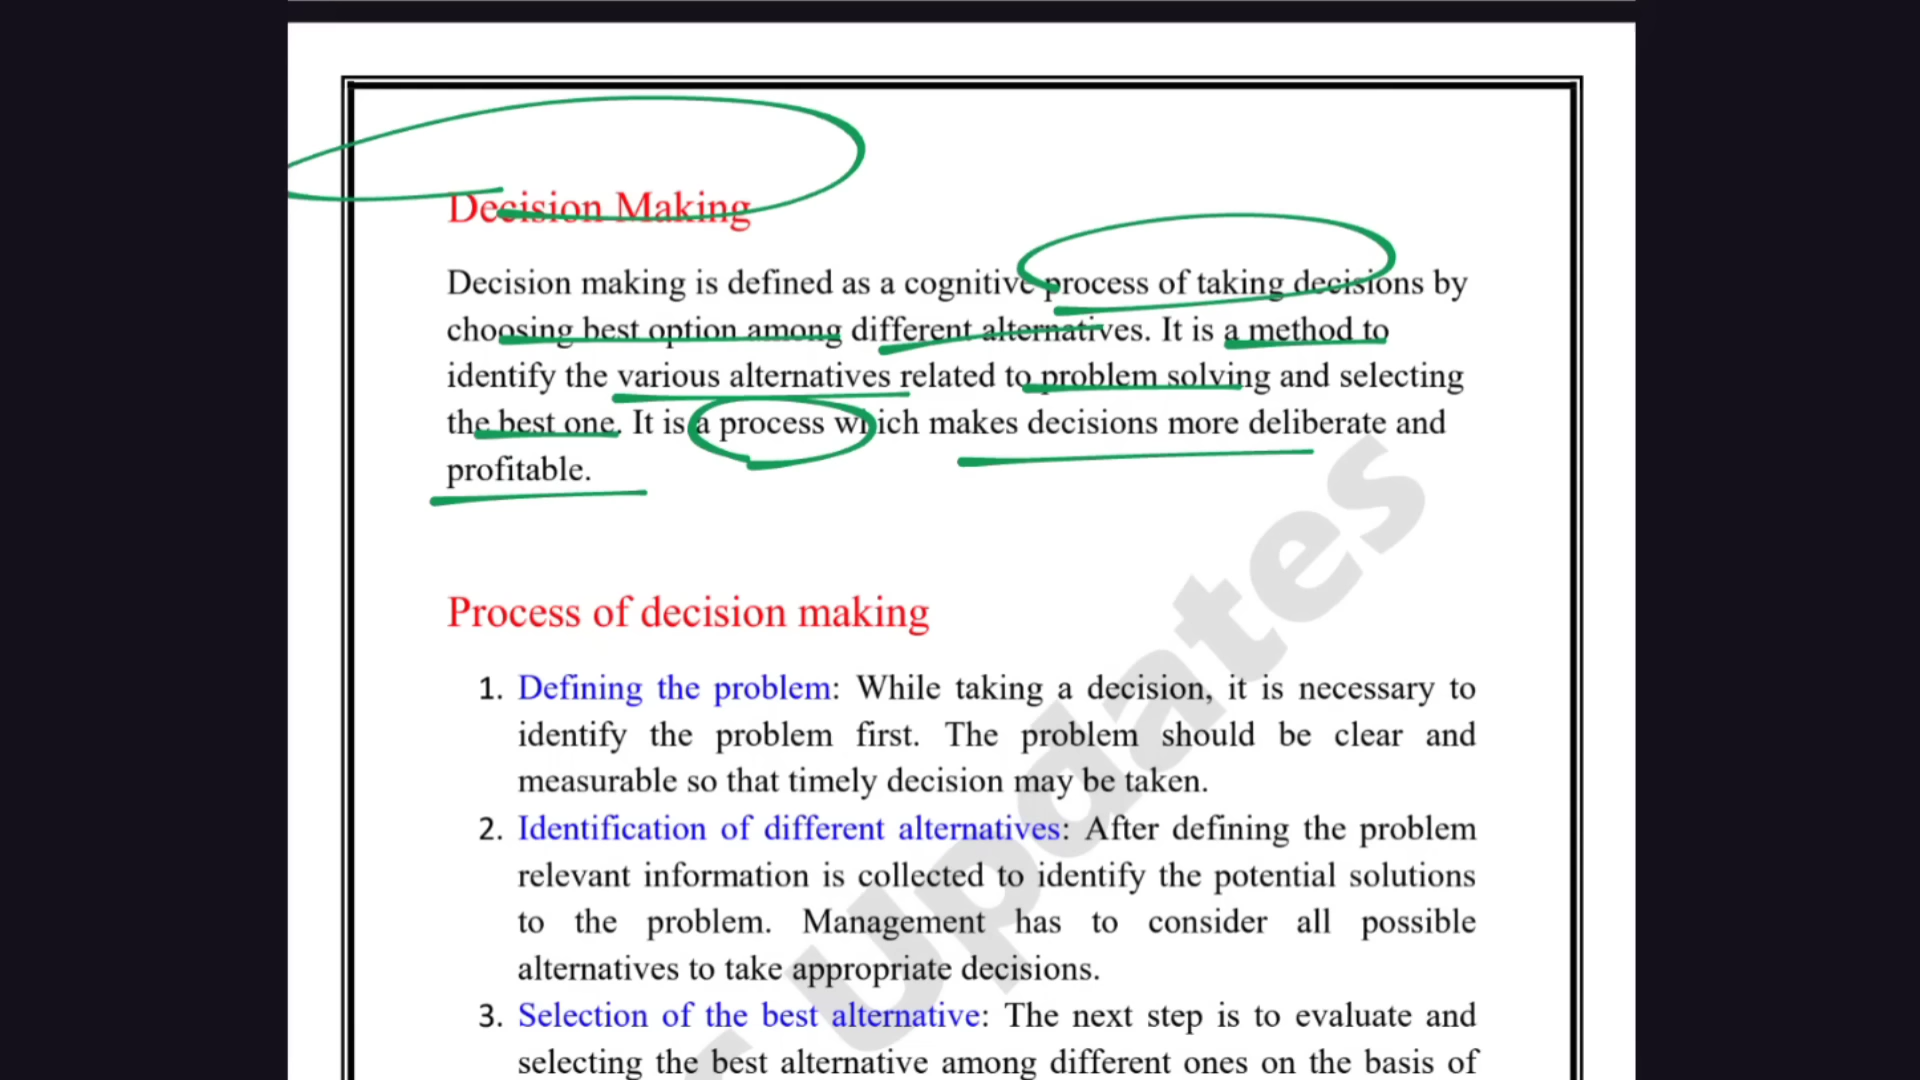 Decision Making
Decision making is defined as a cognitive process of taking decisions by
choosing best option among different alternatives. It is a method to
identify the various alternatives related to problem solving and selecting
the best one. It is a process which makes decisions more deliberate and
profitable.
Process of decision making
1. Defining the problem: While taking a decision, it is necessary to
identify the problem first. The problem should be clear and
measurable so that timely decision may be taken.
2. Identification of different alternatives: After defining the problem
relevant information is collected to identify the potential solutions
to the problem. Management has to consider all possible
alternatives to take appropriate decisions.
3. Selection of the best alternative: The next step is to evaluate and
selecting the best alternative among different ones on the basis of
Updates